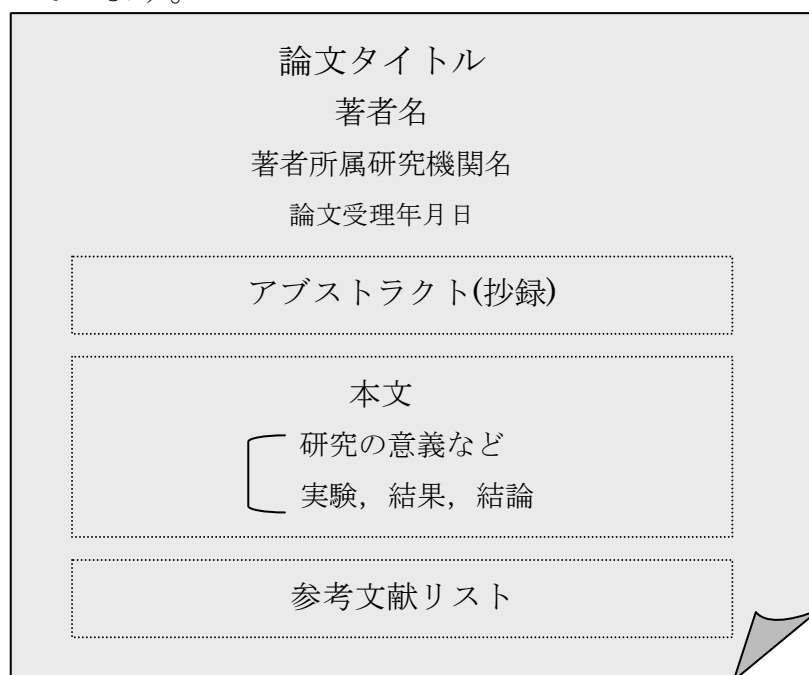 論文タイトル
著者名
著者所属研究機関名
論文受理年月日
アブストラクト(抄録)
本文
研究の意義など
実験，結果，結論
参考文献リスト